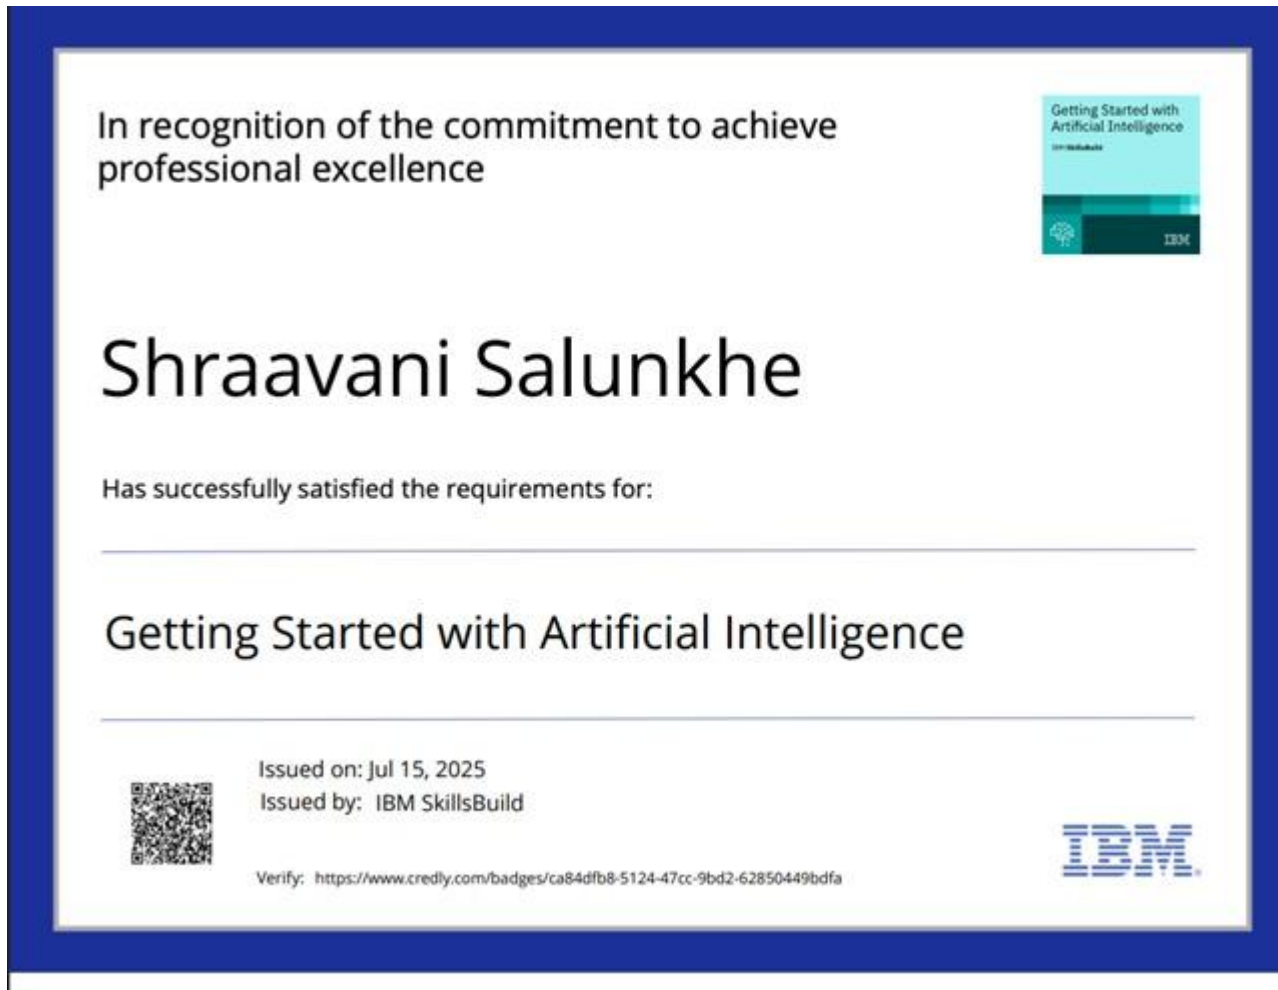 In recognition of the commitment to achieve
professional excellence
Getting Started with
Artificial Intelligence
IBM SkillsBuild
IBM
Shraavani Salunkhe
Has successfully satisfied the requirements for:
Getting Started with Artificial Intelligence
Issued on: Jul 15, 2025
Issued by: IBM SkillsBuild
Verify: https://www.credly.com/badges/ca84dfb8-5124-47cc-9bd2-62850449bdfa
IBM.